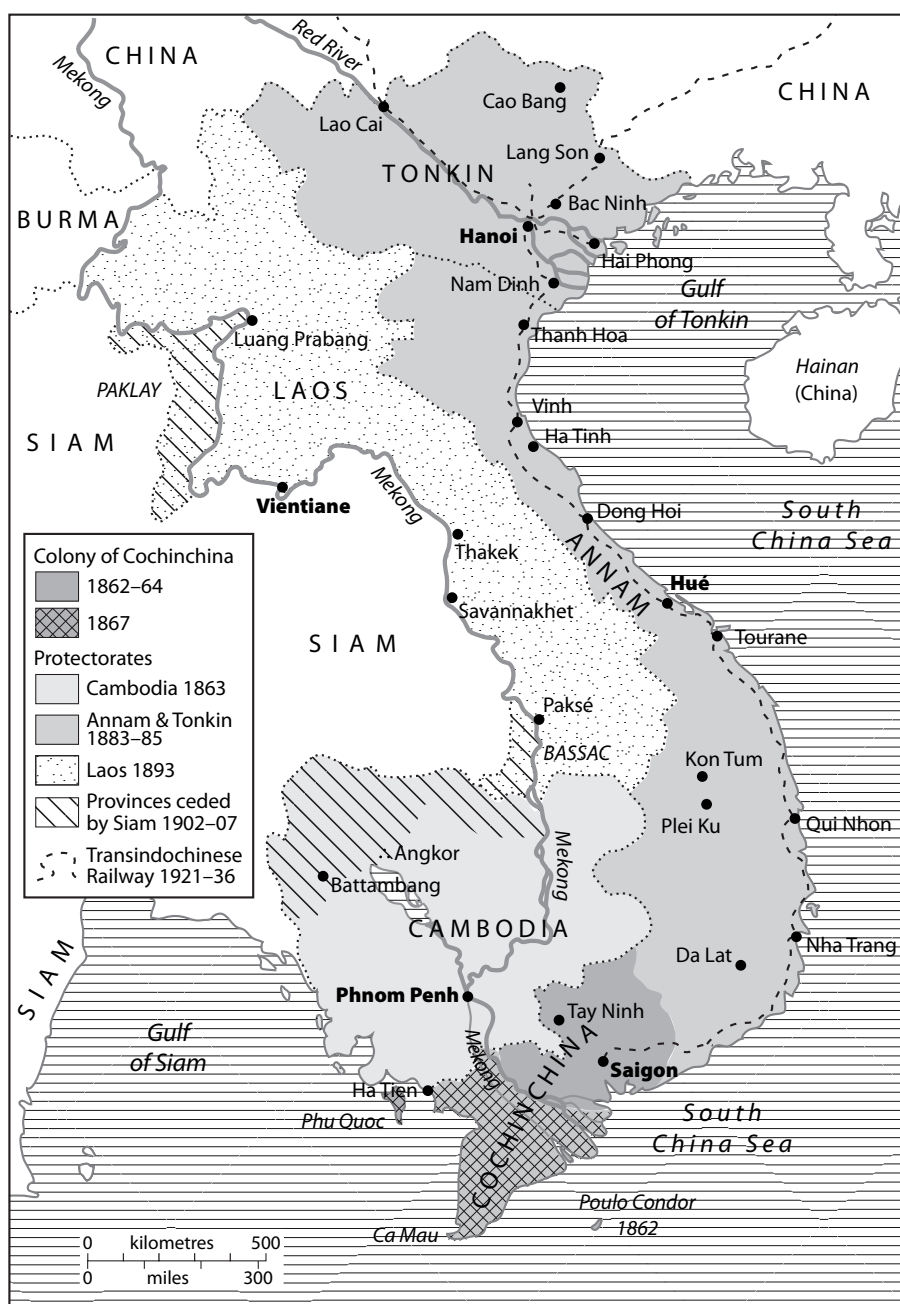 CHINA
Mekong
Red River
Lao Cai
Cao Bang
CHINA
Lang Son
TONKIN
BURMA
Bac Ninh
Hanoi
Hai Phong
Nam Dinh
Gulf
of Tonkin
Luang Prabang
Thanh Hoa
PAKLAY
LAOS
Hainan
(China)
SIAM
Vinh
Ha Tinh
Vientiane
Mekong
Dong Hoi
South
China Sea
Thakek
ANNAM
Hué
Savannakhet
SIAM
Tourane
Paksé
BASSAC
Kon Tum
Plei Ku
Qui Nhon
Mekong
Angkor
Battambang
CAMBODIA
Nha Trang
Da Lat
SIAM
Phnom Penh
Tay Ninh
Gulf
of Siam
Mekong
Saigon
COCHINCHINA
Ha Tien
Phu Quoc
South
China Sea
Poulo Condor
1862
Ca Mau
Colony of Cochinchina
1862–64
1867
Protectorates
Cambodia 1863
Annam & Tonkin
1883–85
Laos 1893
Provinces ceded
by Siam 1902–07
Transindochinese
Railway 1921–36
0 kilometres 500
0 miles 300